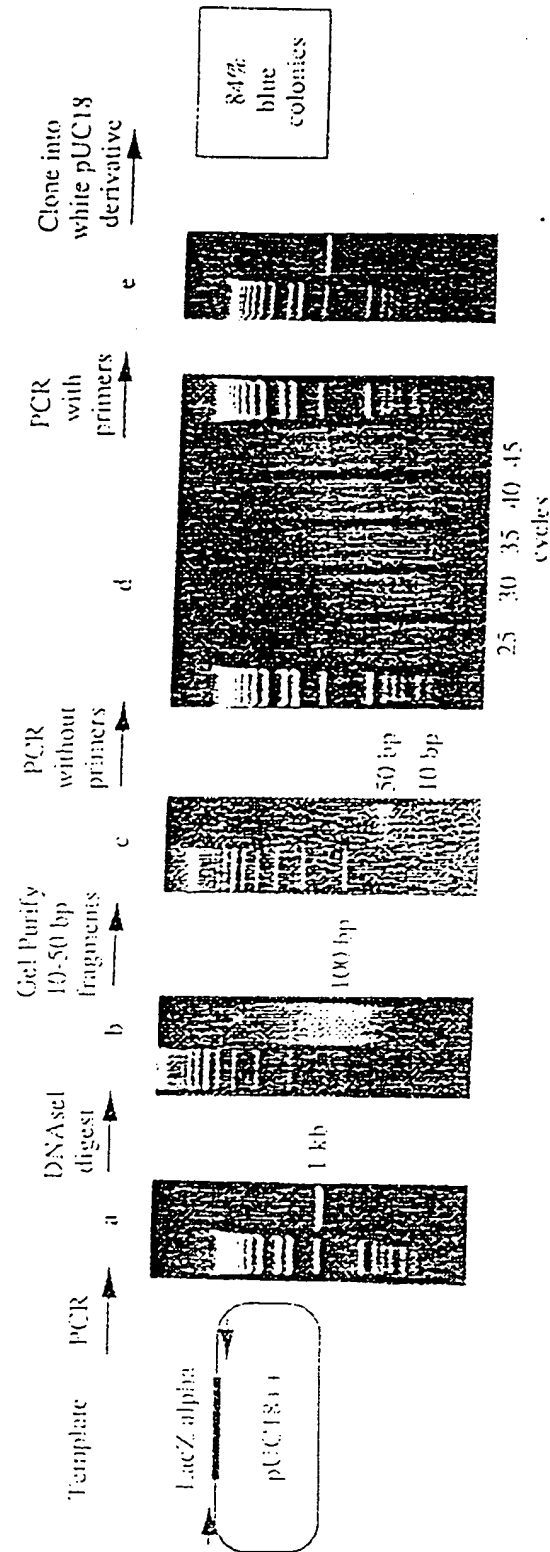 Template
LacZ alpha
PCR
a
1 kb
DNAseI
digest
b
100 bp
Gel Purify
10-50 bp
fragments
c
50 bp
10 bp
PCR
without
primers
d
25 30 35 40 45
cycles
PCR
with
primers
e
Clone into
white pUC18
derivative
84%
blue
colonies